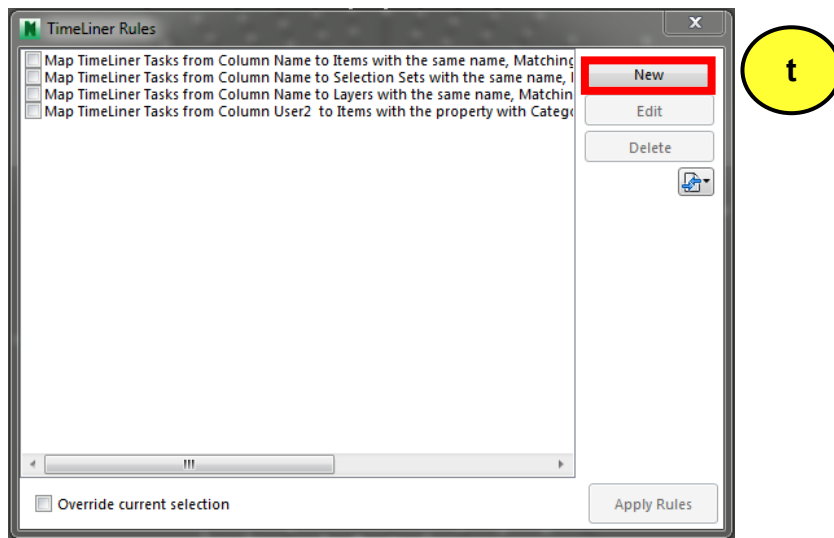 TimeLiner Rules
x
Map TimeLiner Tasks from Column Name to Items with the same name, Matching
Map TimeLiner Tasks from Column Name to Selection Sets with the same name,
Map TimeLiner Tasks from Column Name to Layers with the same name, Matchin
Map TimeLiner Tasks from Column User2 to Items with the property with Catego
New
Edit
Delete
t
Override current selection
Apply Rules